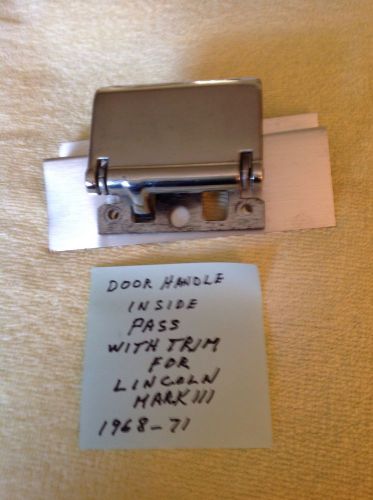 DOOR HANDLE
INSIDE
PASS
WITH TRIM
FOR
LINCOLN
MARK III
1968-71